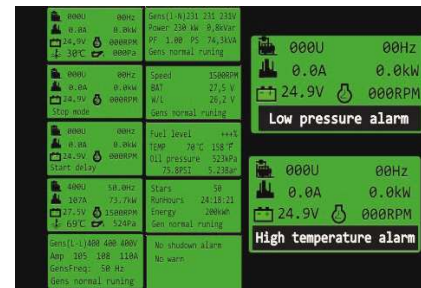 000U 00Hz
0.0A 0.0kW
24.9V 000RPM
30℃ 000Pa
Stop mode
000U 00Hz
0.0A 0.0kW
24.9V 000RPM
Start delay
000U 00Hz
0.0A 0.0kW
24.9V 000RPM
400U 50.0Hz
107A 73.7kW
27.5V 1500RPM
69℃ 524Pa
Gens(L-L)400 400 400V
Amp 105 108 110A
GensFreq: 50 Hz
Gens normal runing
Gens(L-N)231 231 231V
Power 230 kW 0,8kVar
PF 1.00 PS 74,3kVA
Gens normal runing
Speed 1500RPM
BAT 27,5 V
W/L 26,2 V
Gens normal runing
Fuel level +++%
TEMP 70℃ 158℉
Oil pressure 523kPa
75.8PSI 5.23Bar
Stars 50
RunHours 24:18:21
Energy 200kWh
Gen normal runing
No shudown alarm
No warn
000U 00Hz
0.0A 0.0kW
24.9V 000RPM
Low pressure alarm
000U 00Hz
0.0A 0.0kW
24.9V 000RPM
High temperature alarm